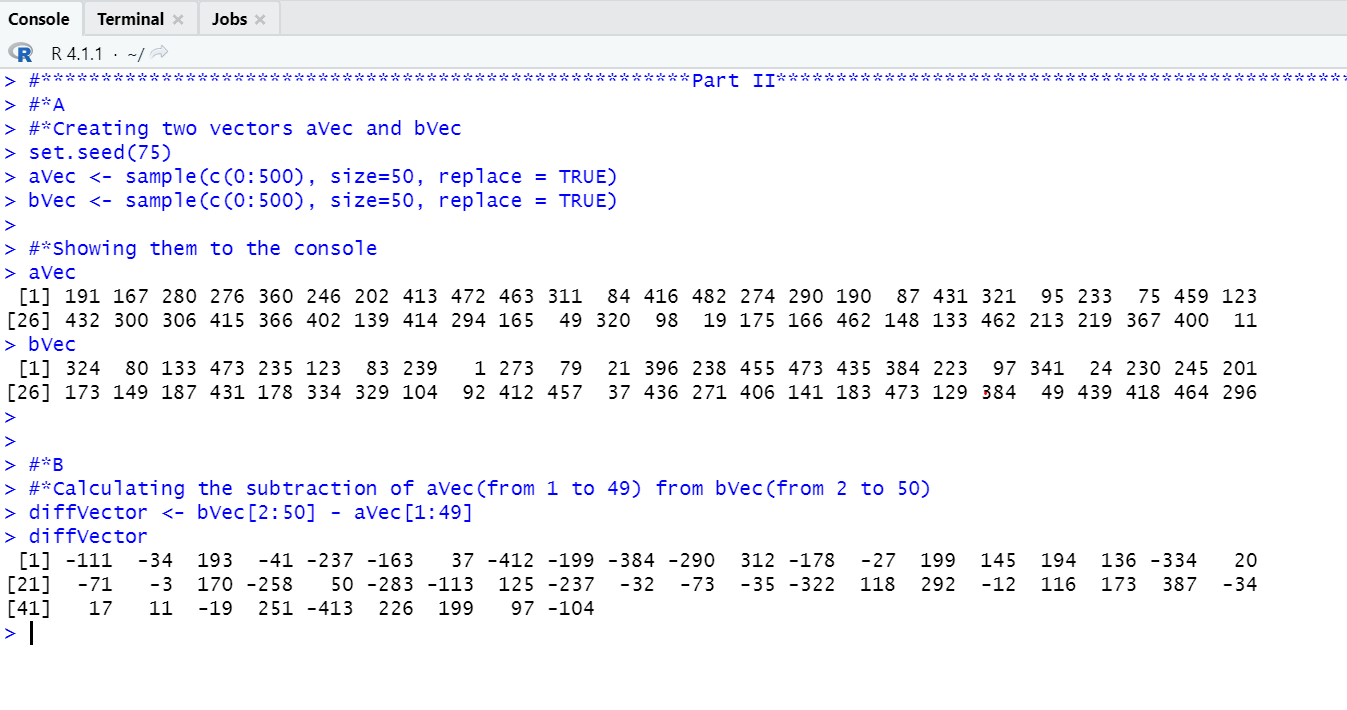 Console Terminal × Jobs ×
R R 4.1.1 · ~/
> #******************************************************Part II************************************************
> #*A
> #*Creating two vectors aVec and bVec
> set.seed(75)
> aVec <- sample(c(0:500), size=50, replace = TRUE)
> bVec <- sample(c(0:500), size=50, replace = TRUE)
>
> #*Showing them to the console
> aVec
 [1] 191 167 280 276 360 246 202 413 472 463 311  84 416 482 274 290 190  87 431 321  95 233  75 459 123
[26] 432 300 306 415 366 402 139 414 294 165  49 320  98  19 175 166 462 148 133 462 213 219 367 400  11
> bVec
 [1] 324  80 133 473 235 123  83 239   1 273  79  21 396 238 455 473 435 384 223  97 341  24 230 245 201
[26] 173 149 187 431 178 334 329 104  92 412 457  37 436 271 406 141 183 473 129 384  49 439 418 464 296
>
>
> #*B
> #*Calculating the subtraction of aVec(from 1 to 49) from bVec(from 2 to 50)
> diffVector <- bVec[2:50] - aVec[1:49]
> diffVector
 [1] -111  -34  193  -41 -237 -163   37 -412 -199 -384 -290  312 -178  -27  199  145  194  136 -334   20
[21]  -71   -3  170 -258   50 -283 -113  125 -237  -32  -73  -35 -322  118  292  -12  116  173  387  -34
[41]   17   11  -19  251 -413  226  199   97 -104
>